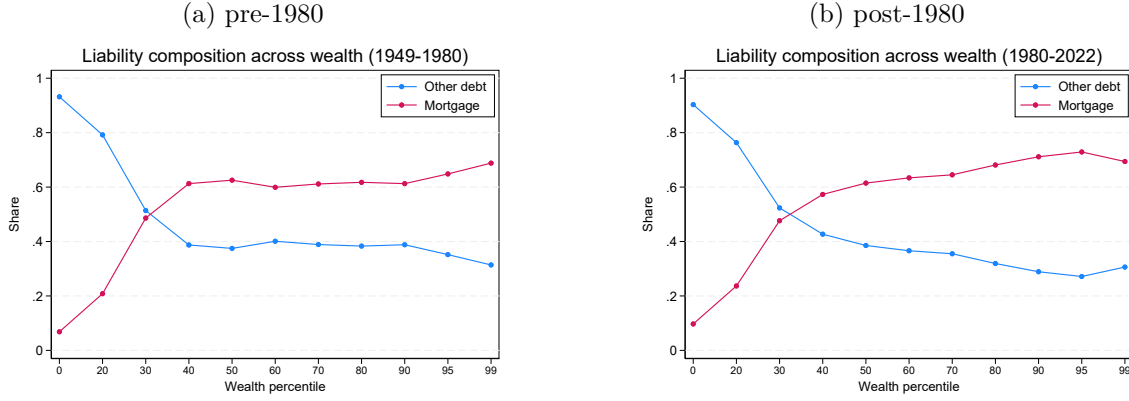 (a) pre-1980
Liability composition across wealth (1949-1980)
Other debt
Mortgage
1
.8
.6
.4
.2
0
Share
0 20 30 40 50 60 70 80 90 95 99
Wealth percentile
(b) post-1980
Liability composition across wealth (1980-2022)
Other debt
Mortgage
1
.8
.6
.4
.2
0
Share
0 20 30 40 50 60 70 80 90 95 99
Wealth percentile